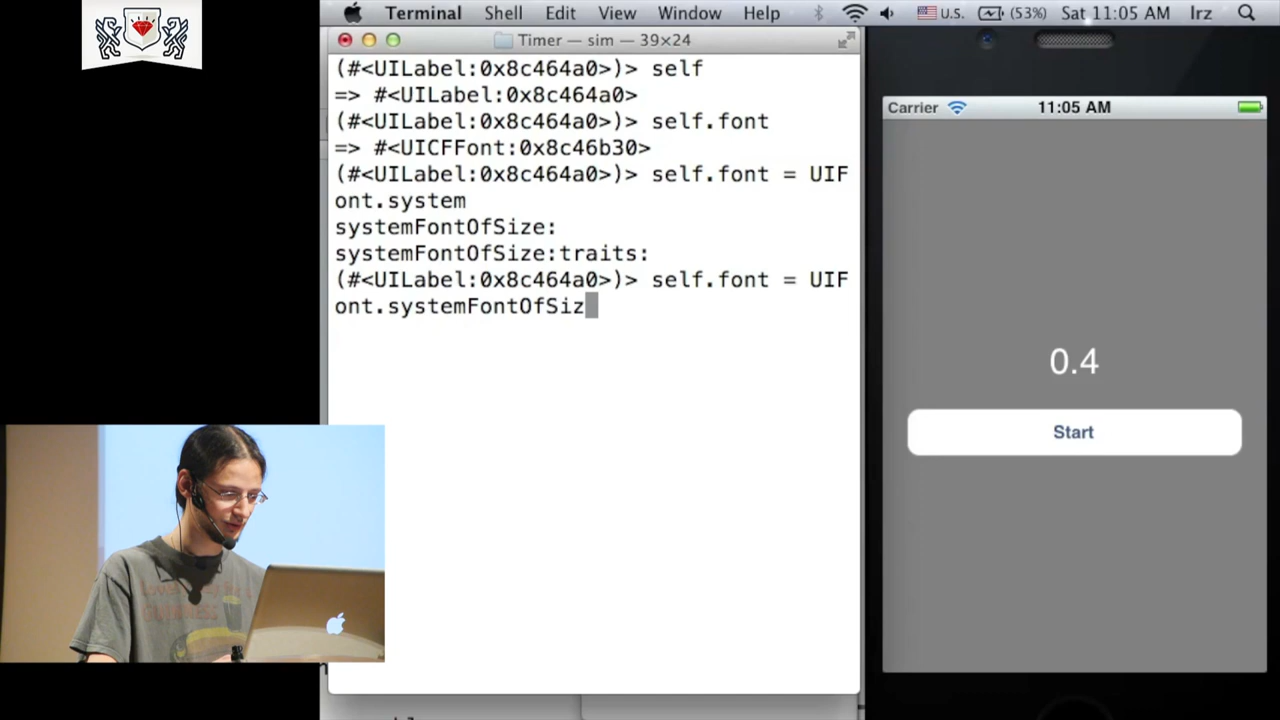 Terminal Shell Edit View Window Help U.S. (53%) Sat 11:05 AM Irz
Timer — sim — 39×24
(#<UILabel:0x8c464a0>)> self
=> #<UILabel:0x8c464a0>
(#<UILabel:0x8c464a0>)> self.font
=> #<UICFFont:0x8c46b30>
(#<UILabel:0x8c464a0>)> self.font = UIF
ont.system
systemFontOfSize:
systemFontOfSize:traits:
(#<UILabel:0x8c464a0>)> self.font = UIF
ont.systemFontOfSiz
Carrier 11:05 AM
0.4
Start